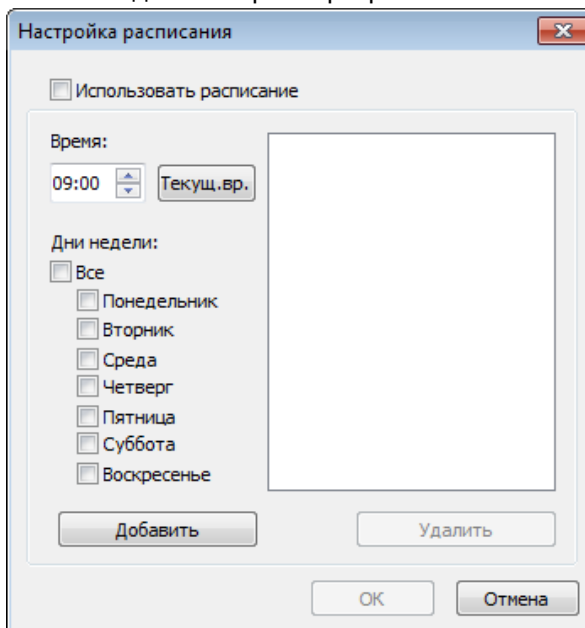 Настройка расписания
Использовать расписание
Время:
09:00 Текущ.вр.
Дни недели:
Все
Понедельник
Вторник
Среда
Четверг
Пятница
Суббота
Воскресенье
Добавить Удалить
OK Отмена